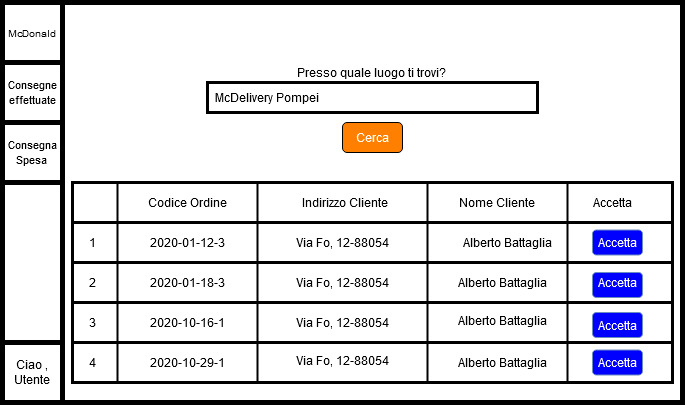 McDonald
Consegne
effettuate
Consegna
Spesa
Ciao ,
Utente
Presso quale luogo ti trovi?
McDelivery Pompei
Cerca
Codice Ordine Indirizzo Cliente Nome Cliente Accetta
1 2020-01-12-3 Via Fo, 12-88054 Alberto Battaglia Accetta
2 2020-01-18-3 Via Fo, 12-88054 Alberto Battaglia Accetta
3 2020-10-16-1 Via Fo, 12-88054 Alberto Battaglia Accetta
4 2020-10-29-1 Via Fo, 12-88054 Alberto Battaglia Accetta